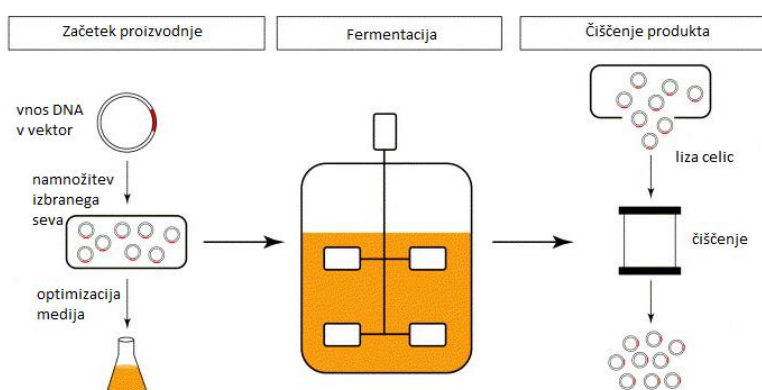 Začetek proizvodnje
Fermentacija
Čiščenje produkta
vnos DNA
v vektor
namnožitev
izbranega
seva
optimizacija
medija
liza celic
čiščenje